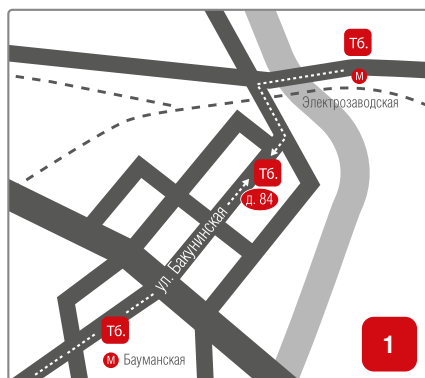 Тб.
М
Электрозаводская
Тб.
д. 84
ул. Бакунинская
Тб.
М Бауманская
1